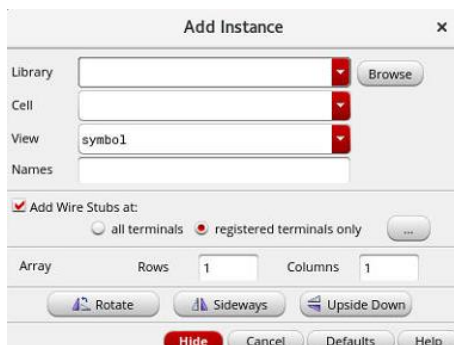 Add Instance ×
Library Browse
Cell
View symbol
Names
Add Wire Stubs at:
all terminals registered terminals only ...
Array Rows 1 Columns 1
Rotate Sideways Upside Down
Hide Cancel Defaults Help